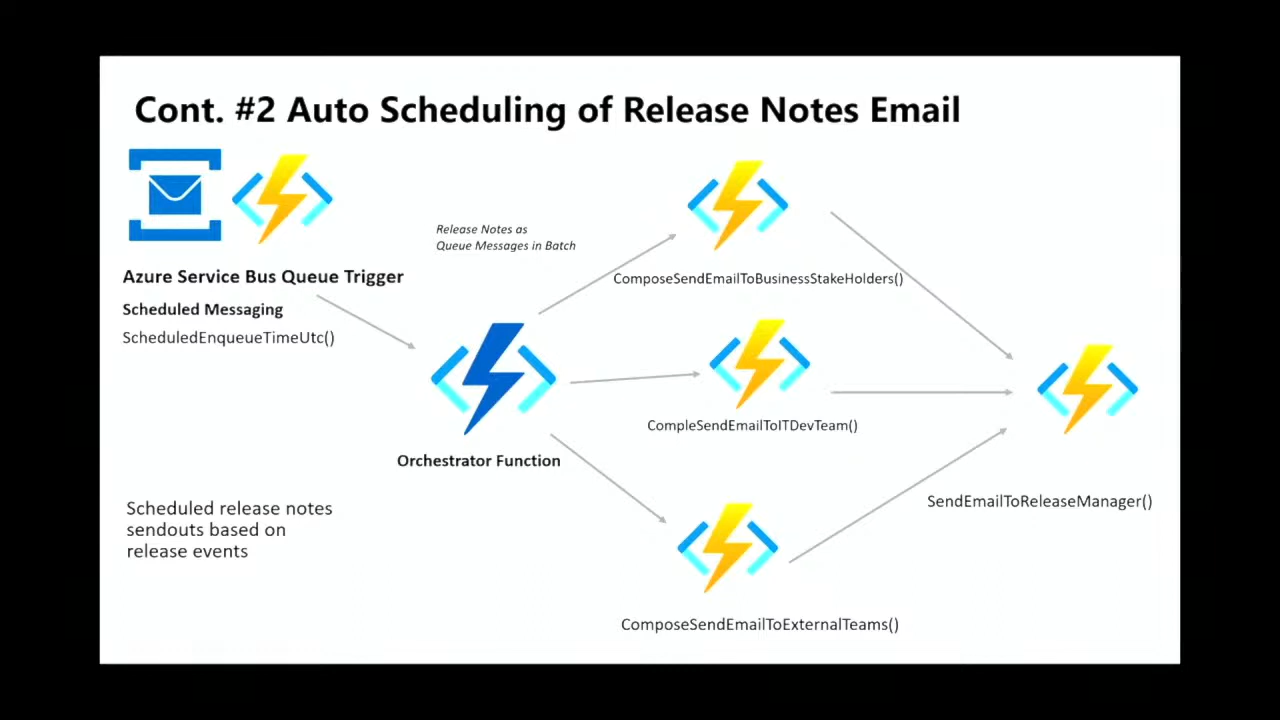 Cont. #2 Auto Scheduling of Release Notes Email
Release Notes as
Queue Messages in Batch
Azure Service Bus Queue Trigger
Scheduled Messaging
ScheduledEnqueueTimeUtc()
ComposeSendEmailToBusinessStakeHolders()
CompleSendEmailToITDevTeam()
Orchestrator Function
SendEmailToReleaseManager()
Scheduled release notes
sendouts based on
release events
ComposeSendEmailToExternalTeams()